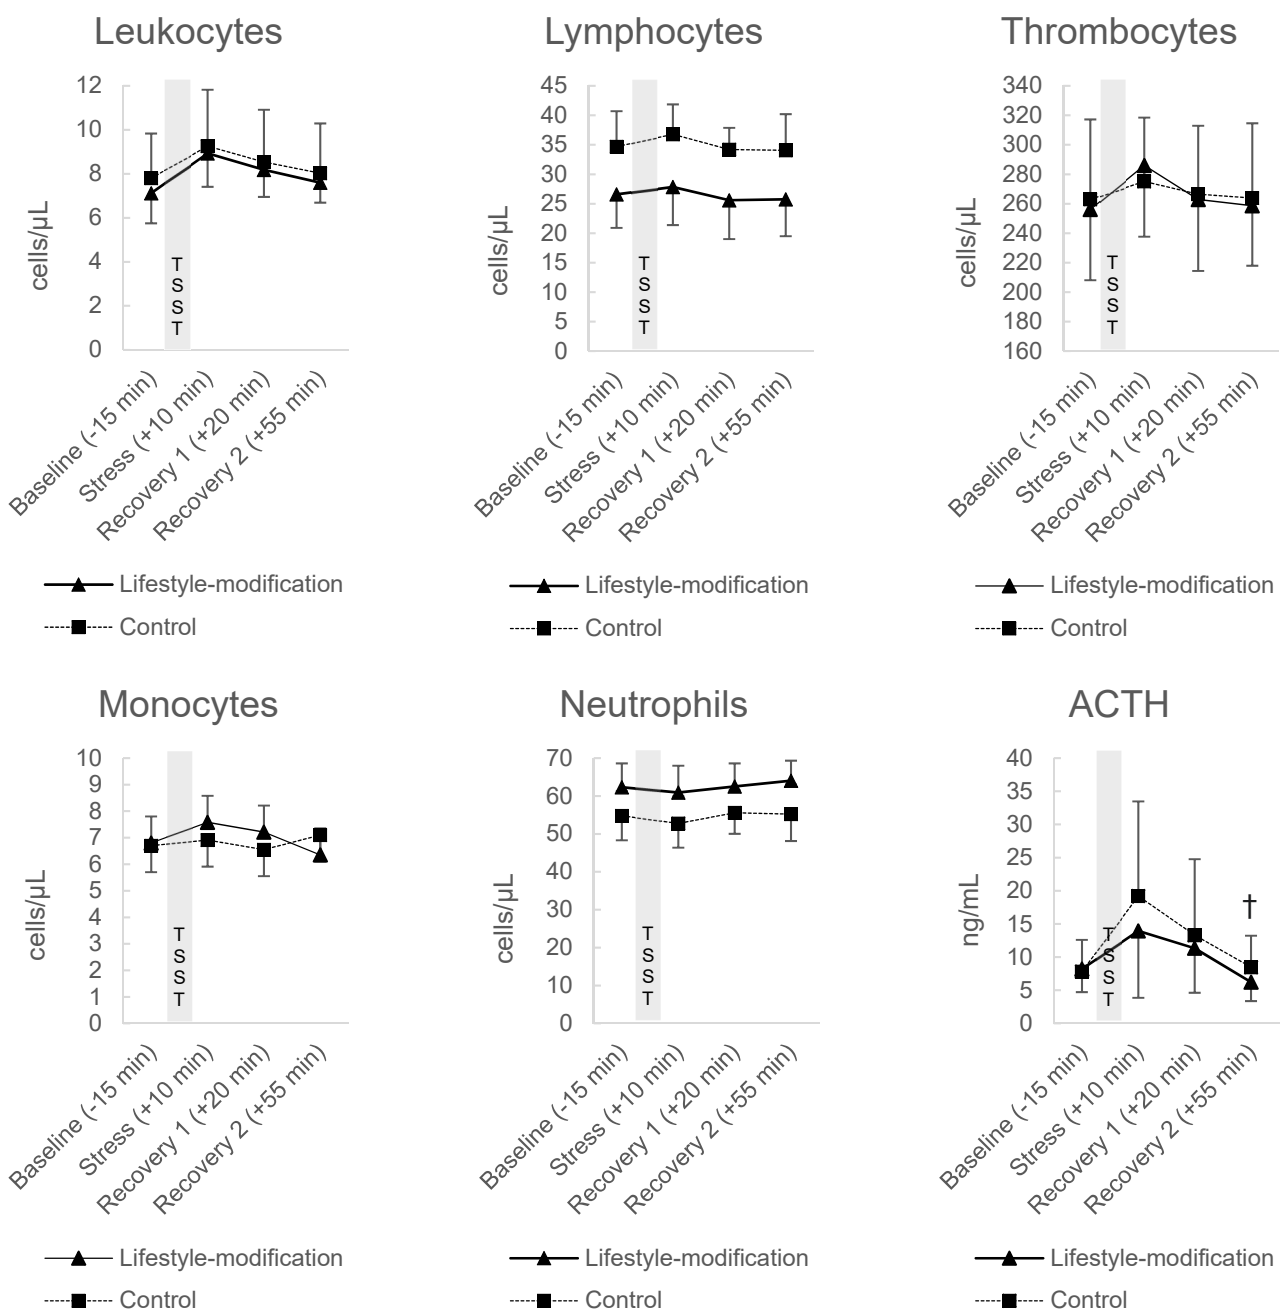 Leukocytes
12
10
8
6
4
2
0
cells/µL
T
S
S
T
Baseline (-15 min)
Stress (+10 min)
Recovery 1 (+20 min)
Recovery 2 (+55 min)
Lifestyle-modification
Control
Lymphocytes
45
40
35
30
25
20
15
10
5
0
cells/µL
T
S
S
T
Baseline (-15 min)
Stress (+10 min)
Recovery 1 (+20 min)
Recovery 2 (+55 min)
Lifestyle-modification
Control
Thrombocytes
340
320
300
280
260
240
220
200
180
160
cells/µL
T
S
S
T
Baseline (-15 min)
Stress (+10 min)
Recovery 1 (+20 min)
Recovery 2 (+55 min)
Lifestyle-modification
Control
Monocytes
10
9
8
7
6
5
4
3
2
1
0
cells/µL
T
S
S
T
Baseline (-15 min)
Stress (+10 min)
Recovery 1 (+20 min)
Recovery 2 (+55 min)
Lifestyle-modification
Control
Neutrophils
70
60
50
40
30
20
10
0
cells/µL
T
S
S
T
Baseline (-15 min)
Stress (+10 min)
Recovery 1 (+20 min)
Recovery 2 (+55 min)
Lifestyle-modification
Control
ACTH
40
35
30
25
20
15
10
5
0
ng/mL
T
S
S
T
†
Baseline (-15 min)
Stress (+10 min)
Recovery 1 (+20 min)
Recovery 2 (+55 min)
Lifestyle-modification
Control